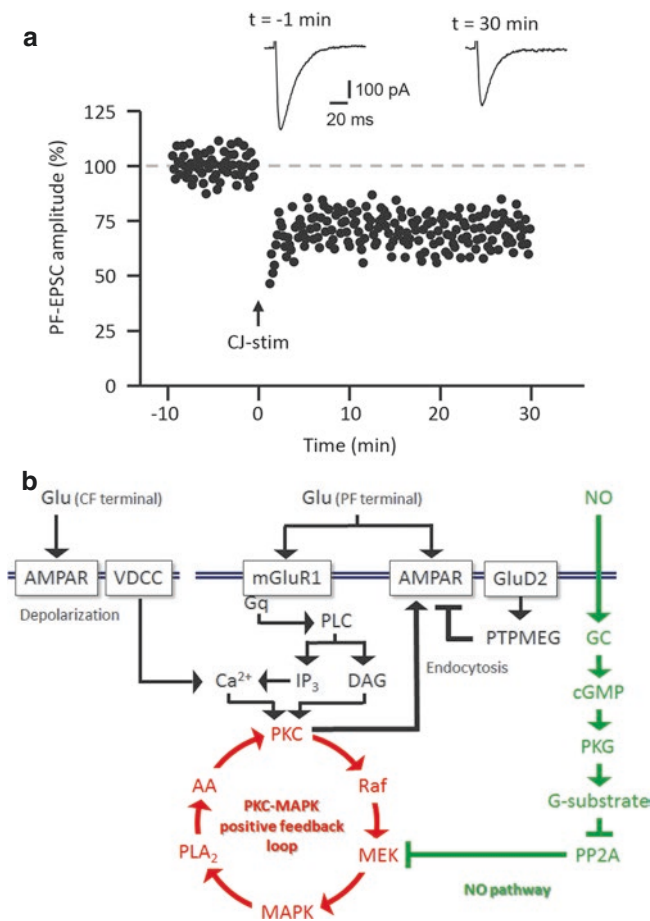 a
t = -1 min
t = 30 min
100 pA
20 ms
PF-EPSC amplitude (%)
125
100
75
50
25
0
CJ-stim
-10
0
10
20
30
Time (min)
b
Glu (CF terminal)
Glu (PF terminal)
NO
AMPAR
VDCC
mGluR1
AMPAR
GluD2
Depolarization
Gq
PLC
PTPMEG
GC
Endocytosis
Ca2+
IP3
DAG
cGMP
PKC
PKG
AA
Raf
G-substrate
PKC-MAPK
positive feedback
loop
PLA2
MEK
PP2A
NO pathway
MAPK